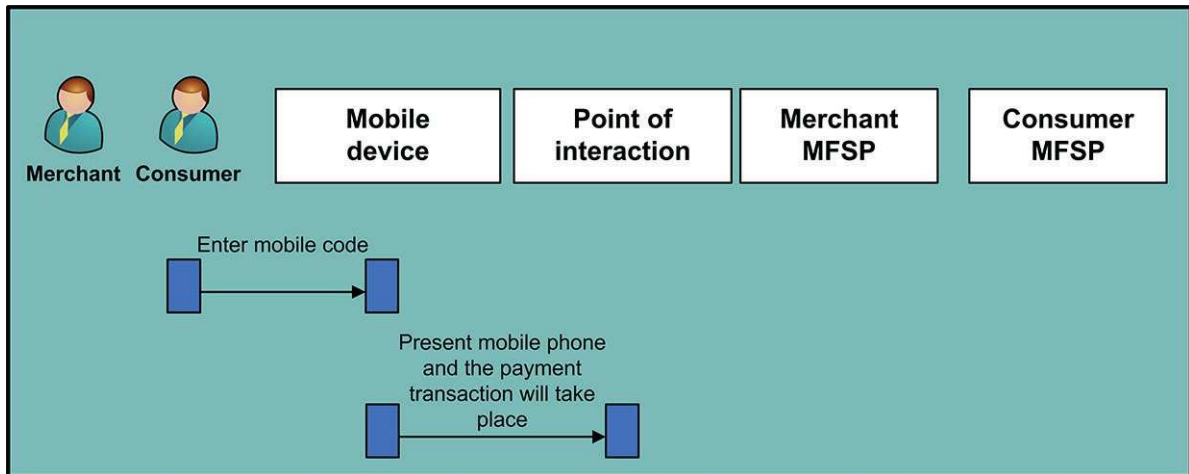 Merchant
Consumer
Mobile
device
Point of
interaction
Merchant
MFSP
Consumer
MFSP
Enter mobile code
Present mobile phone
and the payment
transaction will take
place